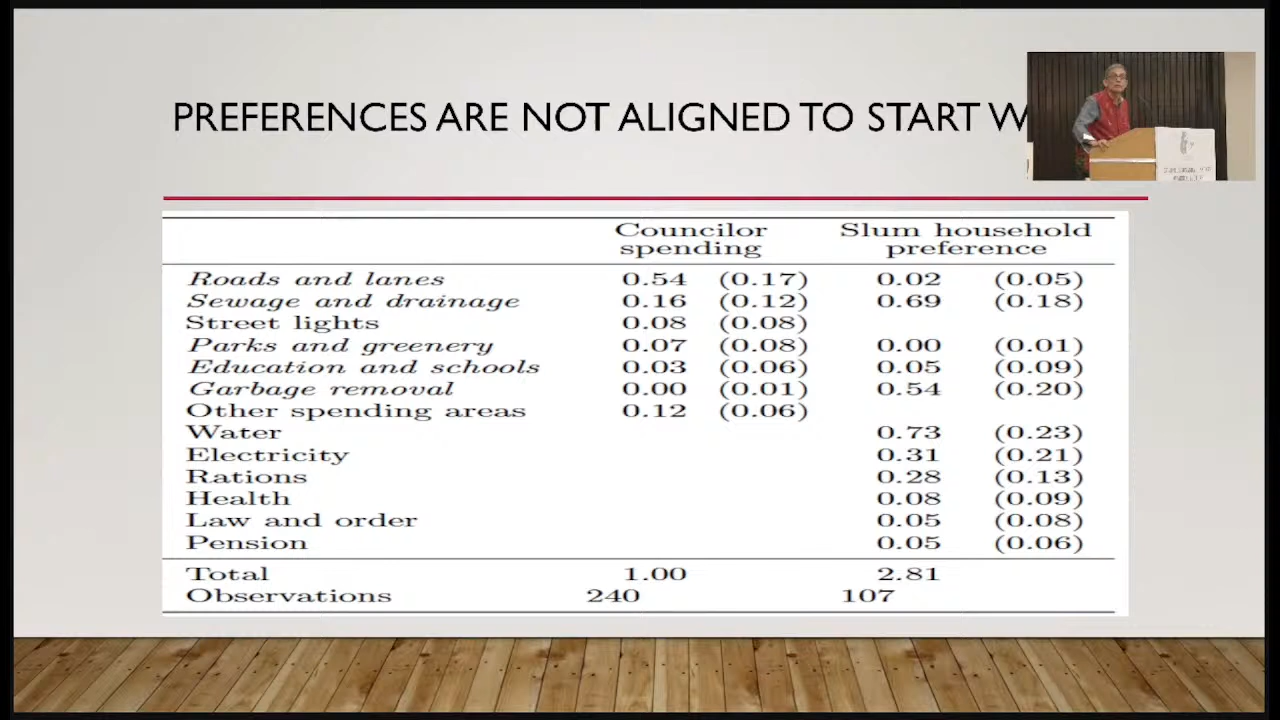 PREFERENCES ARE NOT ALIGNED TO START W
Councilor spending Slum household preference
Roads and lanes 0.54 (0.17) 0.02 (0.05)
Sewage and drainage 0.16 (0.12) 0.69 (0.18)
Street lights 0.08 (0.08)
Parks and greenery 0.07 (0.08) 0.00 (0.01)
Education and schools 0.03 (0.06) 0.05 (0.09)
Garbage removal 0.00 (0.01) 0.54 (0.20)
Other spending areas 0.12 (0.06)
Water 0.73 (0.23)
Electricity 0.31 (0.21)
Rations 0.28 (0.13)
Health 0.08 (0.09)
Law and order 0.05 (0.08)
Pension 0.05 (0.06)
Total 1.00 2.81
Observations 240 107